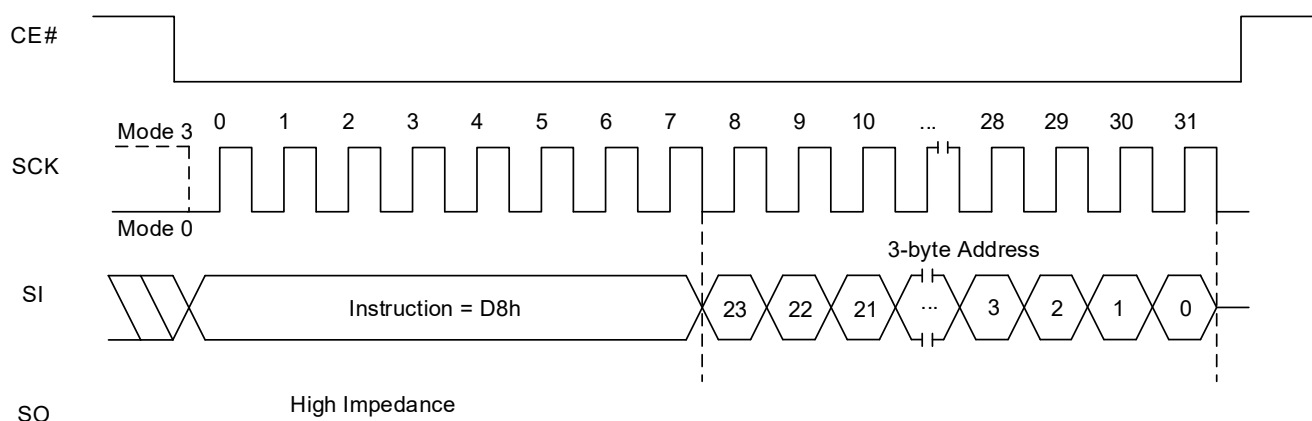 CE#
Mode 3 0 1 2 3 4 5 6 7 8 9 10 ... 28 29 30 31
SCK
Mode 0
3-byte Address
SI Instruction = D8h 23 22 21 ... 3 2 1 0
High Impedance
SO